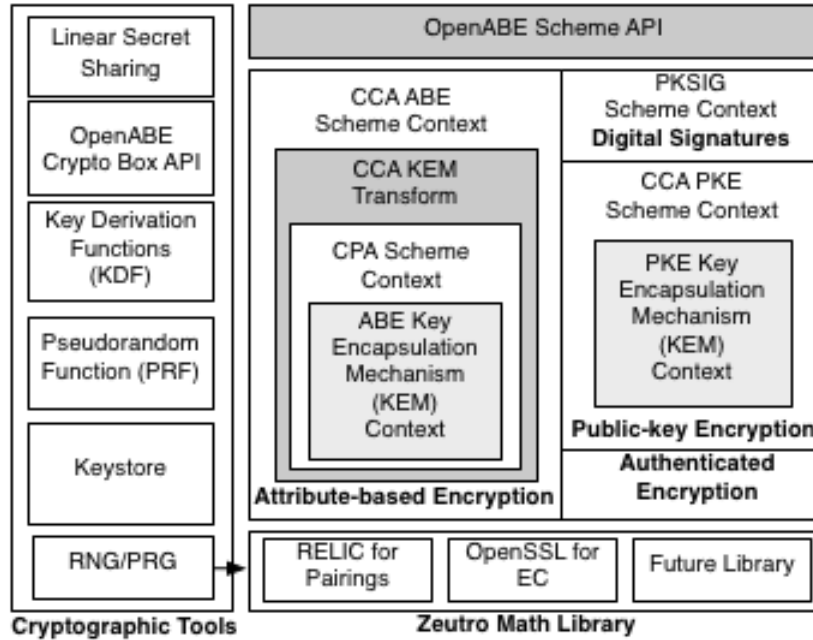 Linear Secret
Sharing
OpenABE
Crypto Box API
Key Derivation
Functions
(KDF)
Pseudorandom
Function (PRF)
Keystore
RNG/PRG
Cryptographic Tools
OpenABE Scheme API
CCA ABE
Scheme Context
CCA KEM
Transform
CPA Scheme
Context
ABE Key
Encapsulation
Mechanism
(KEM)
Context
Attribute-based Encryption
PKSIG
Scheme Context
Digital Signatures
CCA PKE
Scheme Context
PKE Key
Encapsulation
Mechanism
(KEM)
Context
Public-key Encryption
Authenticated
Encryption
RELIC for
Pairings
OpenSSL for
EC
Future Library
Zeutro Math Library